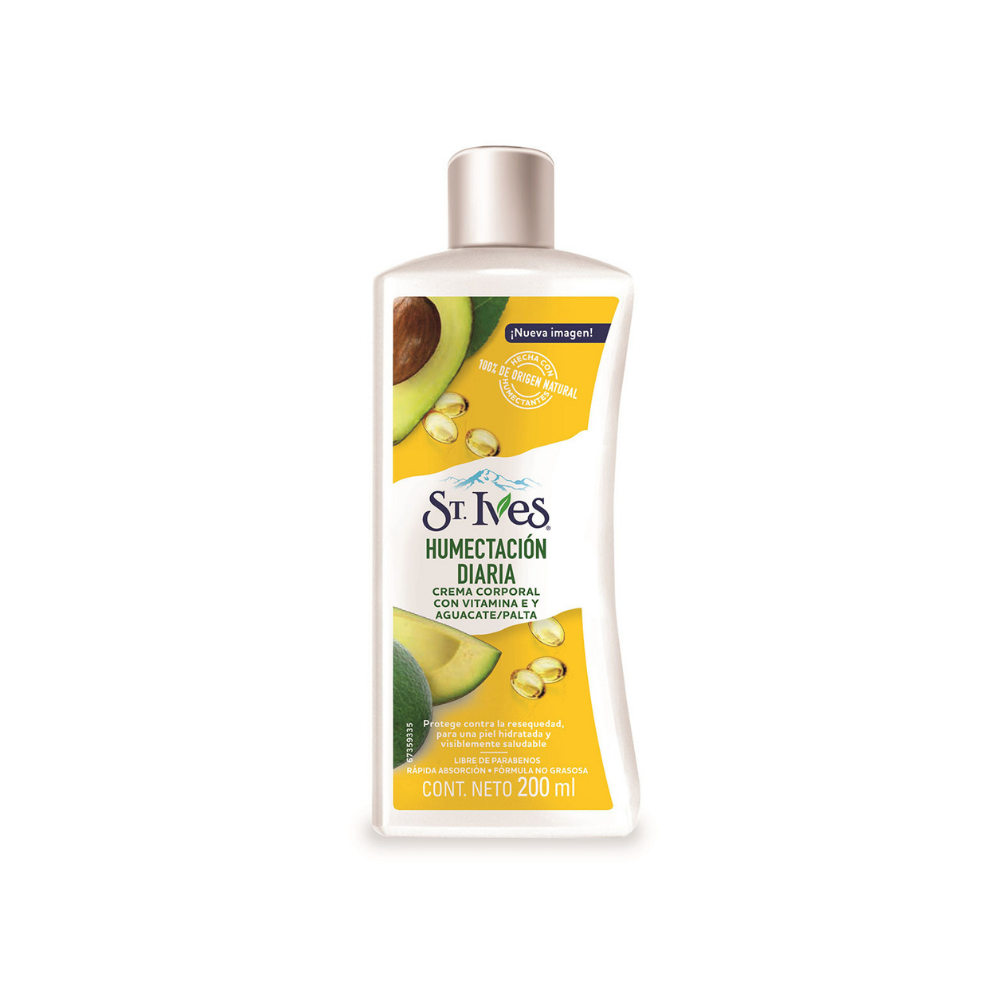 ¡Nueva imagen!
HECHA CON
100% DE ORIGEN NATURAL
HUMECTANTES
ST. Ives®
HUMECTACIÓN
DIARIA
CREMA CORPORAL
CON VITAMINA E Y
AGUACATE/PALTA
Protege contra la resequedad,
para una piel hidratada y
visiblemente saludable
LIBRE DE PARABENOS
RÁPIDA ABSORCIÓN • FÓRMULA NO GRASOSA
CONT. NETO 200 ml
67359335